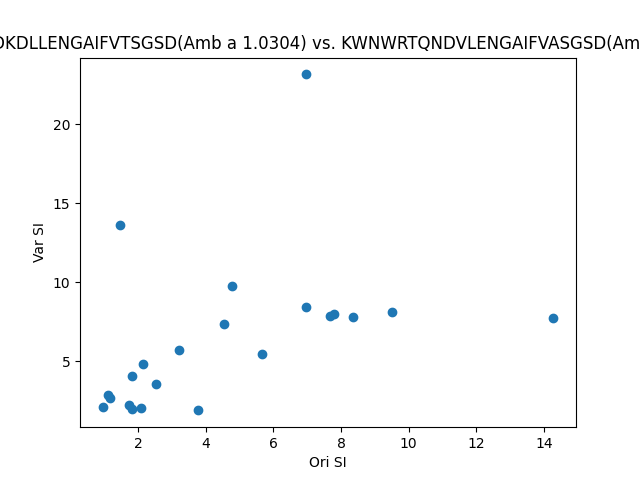 DKDLLENGAIFVTSGSD(Amb a 1.0304) vs. KWNWRTQNDVLENGAIFVASGSD(Am
Var SI
20
15
10
5
2 4 6 8 10 12 14
Ori SI